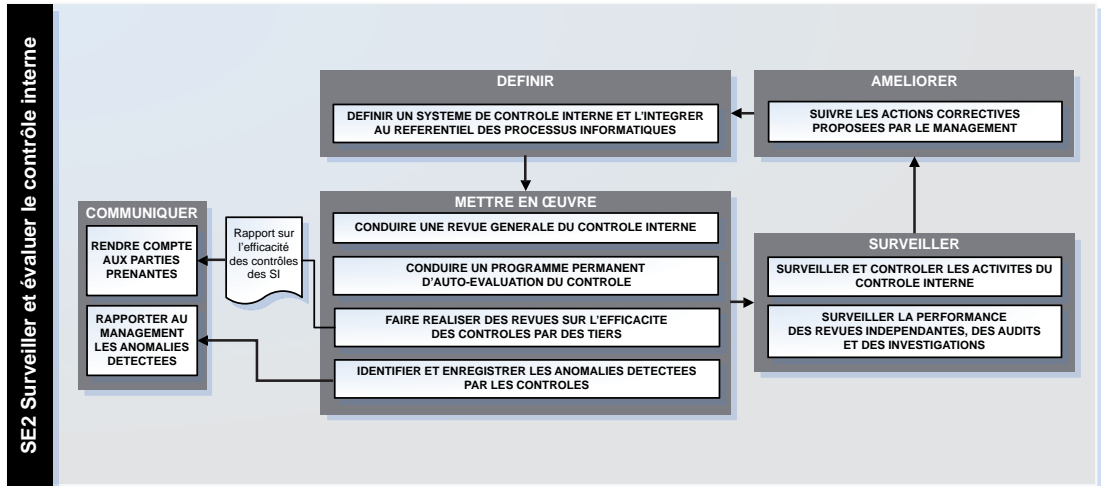 SE2 Surveiller et évaluer le contrôle interne
DEFINIR
DEFINIR UN SYSTEME DE CONTROLE INTERNE ET L'INTEGRER
AU REFERENTIEL DES PROCESSUS INFORMATIQUES
AMELIORER
SUIVRE LES ACTIONS CORRECTIVES
PROPOSEES PAR LE MANAGEMENT
COMMUNIQUER
RENDRE COMPTE
AUX PARTIES
PRENANTES
RAPPORTER AU
MANAGEMENT
LES ANOMALIES
DETECTEES
Rapport sur
l'efficacité
des contrôles
des SI
METTRE EN ŒUVRE
CONDUIRE UNE REVUE GENERALE DU CONTROLE INTERNE
CONDUIRE UN PROGRAMME PERMANENT
D'AUTO-EVALUATION DU CONTROLE
FAIRE REALISER DES REVUES SUR L'EFFICACITE
DES CONTROLES PAR DES TIERS
IDENTIFIER ET ENREGISTRER LES ANOMALIES DETECTEES
PAR LES CONTROLES
SURVEILLER
SURVEILLER ET CONTROLER LES ACTIVITES DU
CONTROLE INTERNE
SURVEILLER LA PERFORMANCE
DES REVUES INDEPENDANTES, DES AUDITS
ET DES INVESTIGATIONS